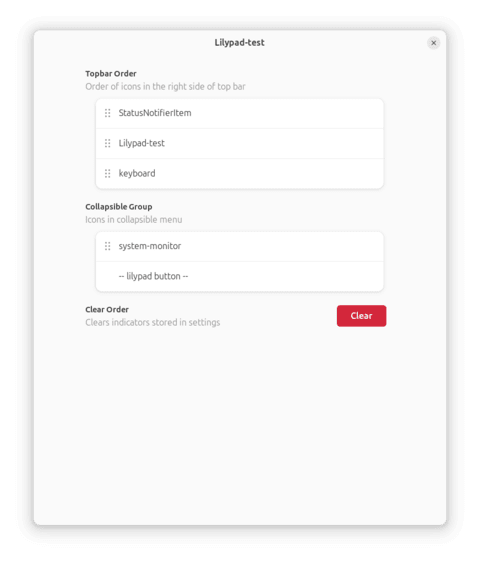 Lilypad-test
Topbar Order
Order of icons in the right side of top bar
StatusNotifierItem
Lilypad-test
keyboard
Collapsible Group
Icons in collapsible menu
system-monitor
-- lilypad button --
Clear Order
Clears indicators stored in settings
Clear